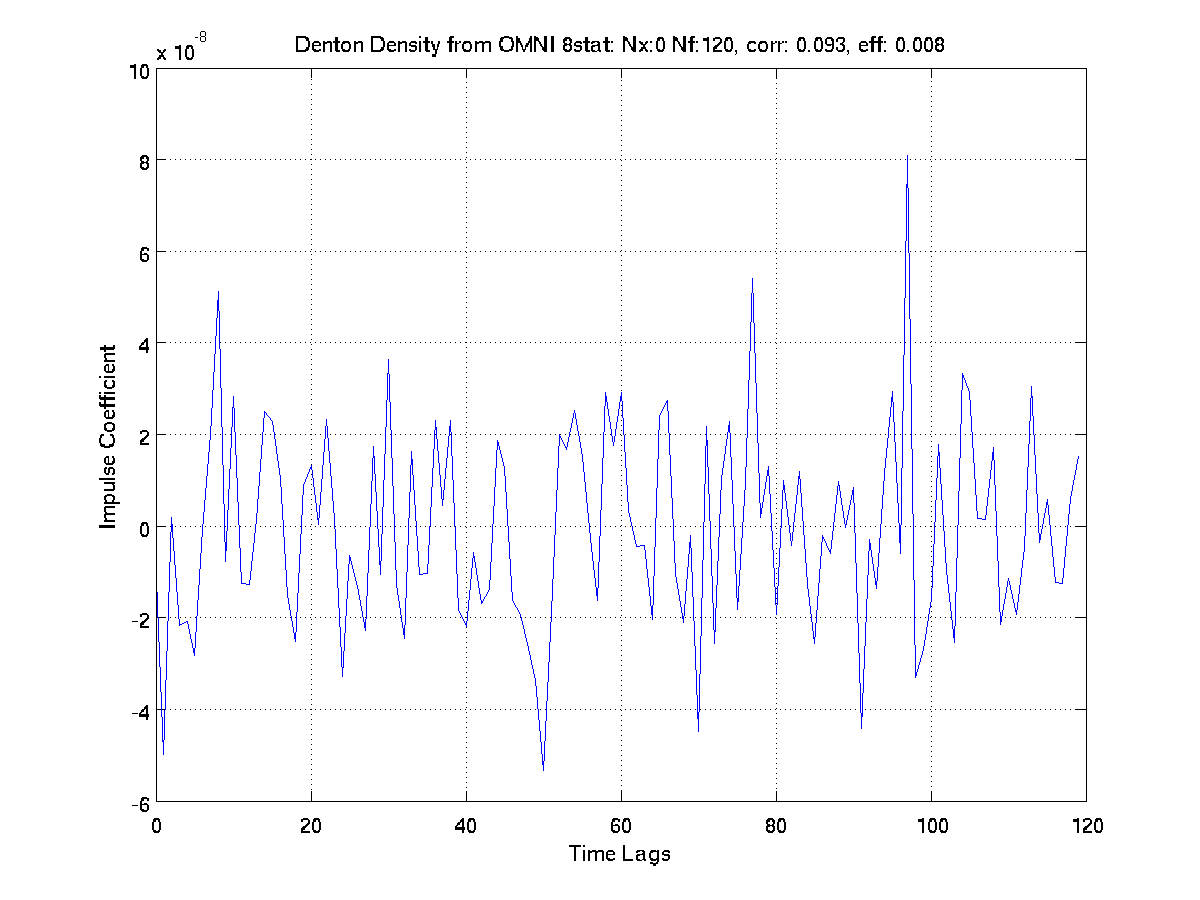 x 10^-8
Denton Density from OMNI 8stat: Nx:0 Nf:120, corr: 0.093, eff: 0.008
10
8
6
4
2
0
-2
-4
-6
Impulse Coefficient
0 20 40 60 80 100 120
Time Lags